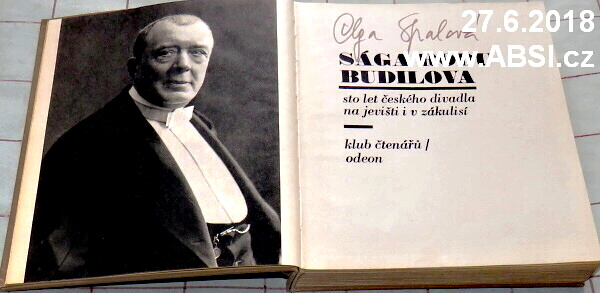 Olga Spalová
27.6.2018
www.ABSI.cz
SÁGA
BUDILOVA
sto let českého divadla
na jevišti i v zákulisí
klub čtenářů /
odeon